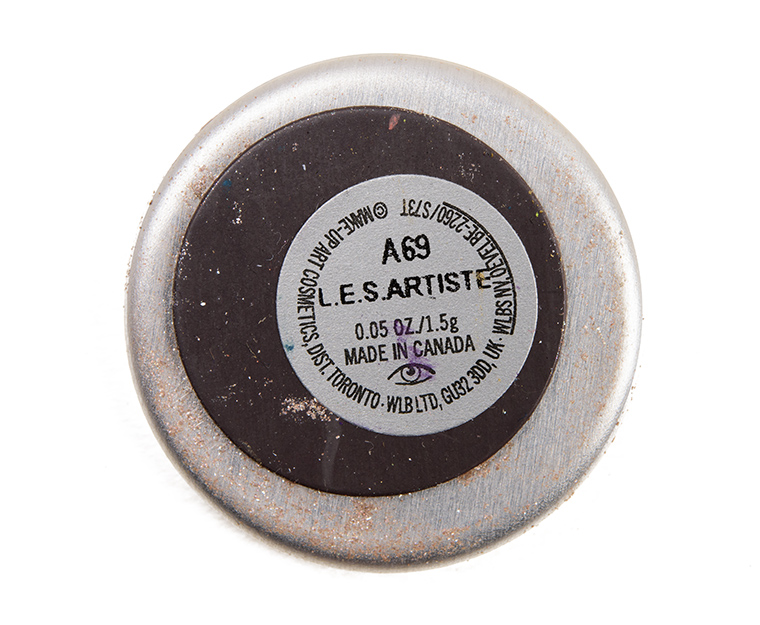 A69
L.E.S.ARTISTE
0.05 OZ./1.5g
MADE IN CANADA
© MAKE-UP ART COSMETICS, DIST. TORONTO · WLB LTD, GU32 3DD, UK · WLBS NV, OEVEL BE-2260/S73T